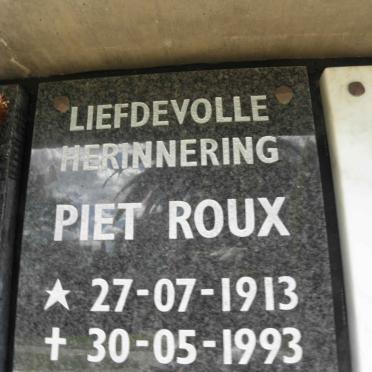 LIEFDEVOLLE
HERINNERING
PIET ROUX
★ 27-07-1913
✝ 30-05-1993